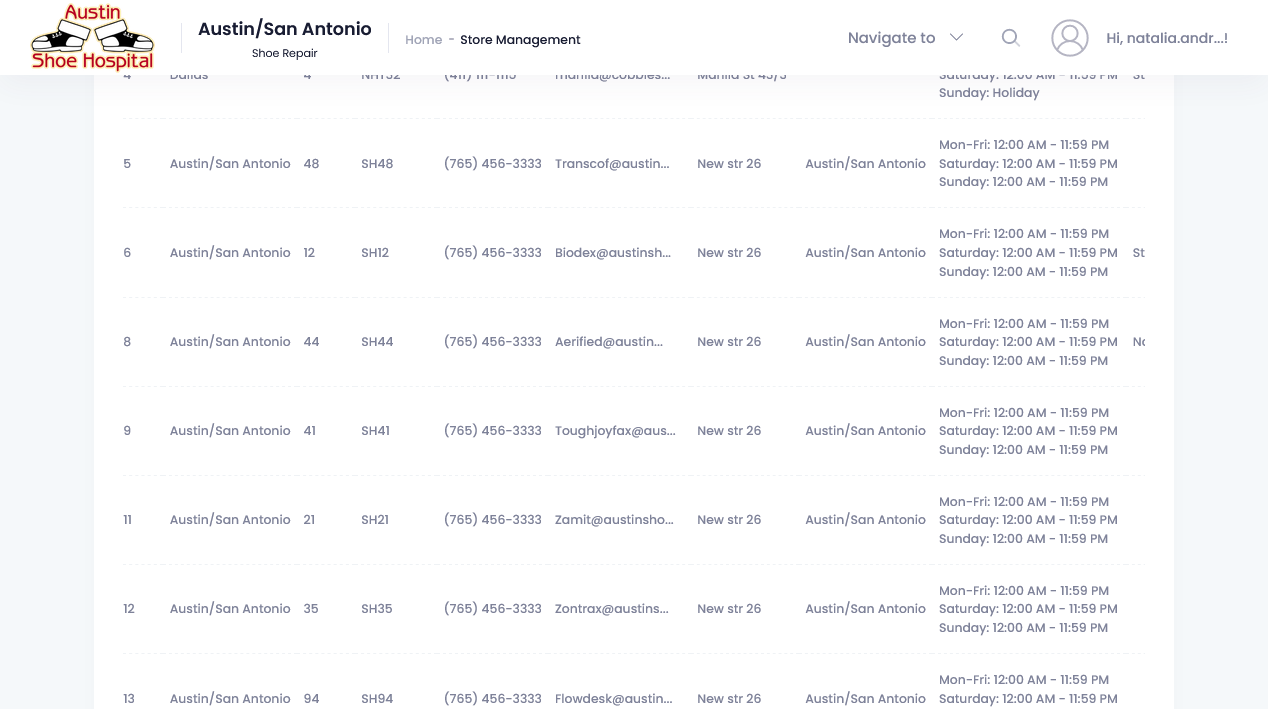 Austin
Shoe Hospital
Austin/San Antonio
Shoe Repair
Home - Store Management
Navigate to
Hi, natalia.andr...!
4 Dallas 4 Manila St 43/3 Saturday: 12:00 AM - 11:59 PM St
Sunday: Holiday
Mon-Fri: 12:00 AM - 11:59 PM
5 Austin/San Antonio 48 SH48 (765) 456-3333 Transcof@austin... New str 26 Austin/San Antonio Saturday: 12:00 AM - 11:59 PM
Sunday: 12:00 AM - 11:59 PM
Mon-Fri: 12:00 AM - 11:59 PM
6 Austin/San Antonio 12 SH12 (765) 456-3333 Biodex@austinsh... New str 26 Austin/San Antonio Saturday: 12:00 AM - 11:59 PM St
Sunday: 12:00 AM - 11:59 PM
Mon-Fri: 12:00 AM - 11:59 PM
8 Austin/San Antonio 44 SH44 (765) 456-3333 Aerified@austin... New str 26 Austin/San Antonio Saturday: 12:00 AM - 11:59 PM No
Sunday: 12:00 AM - 11:59 PM
Mon-Fri: 12:00 AM - 11:59 PM
9 Austin/San Antonio 41 SH41 (765) 456-3333 Toughjoyfax@aus... New str 26 Austin/San Antonio Saturday: 12:00 AM - 11:59 PM
Sunday: 12:00 AM - 11:59 PM
Mon-Fri: 12:00 AM - 11:59 PM
11 Austin/San Antonio 21 SH21 (765) 456-3333 Zamit@austinsho... New str 26 Austin/San Antonio Saturday: 12:00 AM - 11:59 PM
Sunday: 12:00 AM - 11:59 PM
Mon-Fri: 12:00 AM - 11:59 PM
12 Austin/San Antonio 35 SH35 (765) 456-3333 Zontrax@austins... New str 26 Austin/San Antonio Saturday: 12:00 AM - 11:59 PM
Sunday: 12:00 AM - 11:59 PM
Mon-Fri: 12:00 AM - 11:59 PM
13 Austin/San Antonio 94 SH94 (765) 456-3333 Flowdesk@austin... New str 26 Austin/San Antonio Saturday: 12:00 AM - 11:59 PM